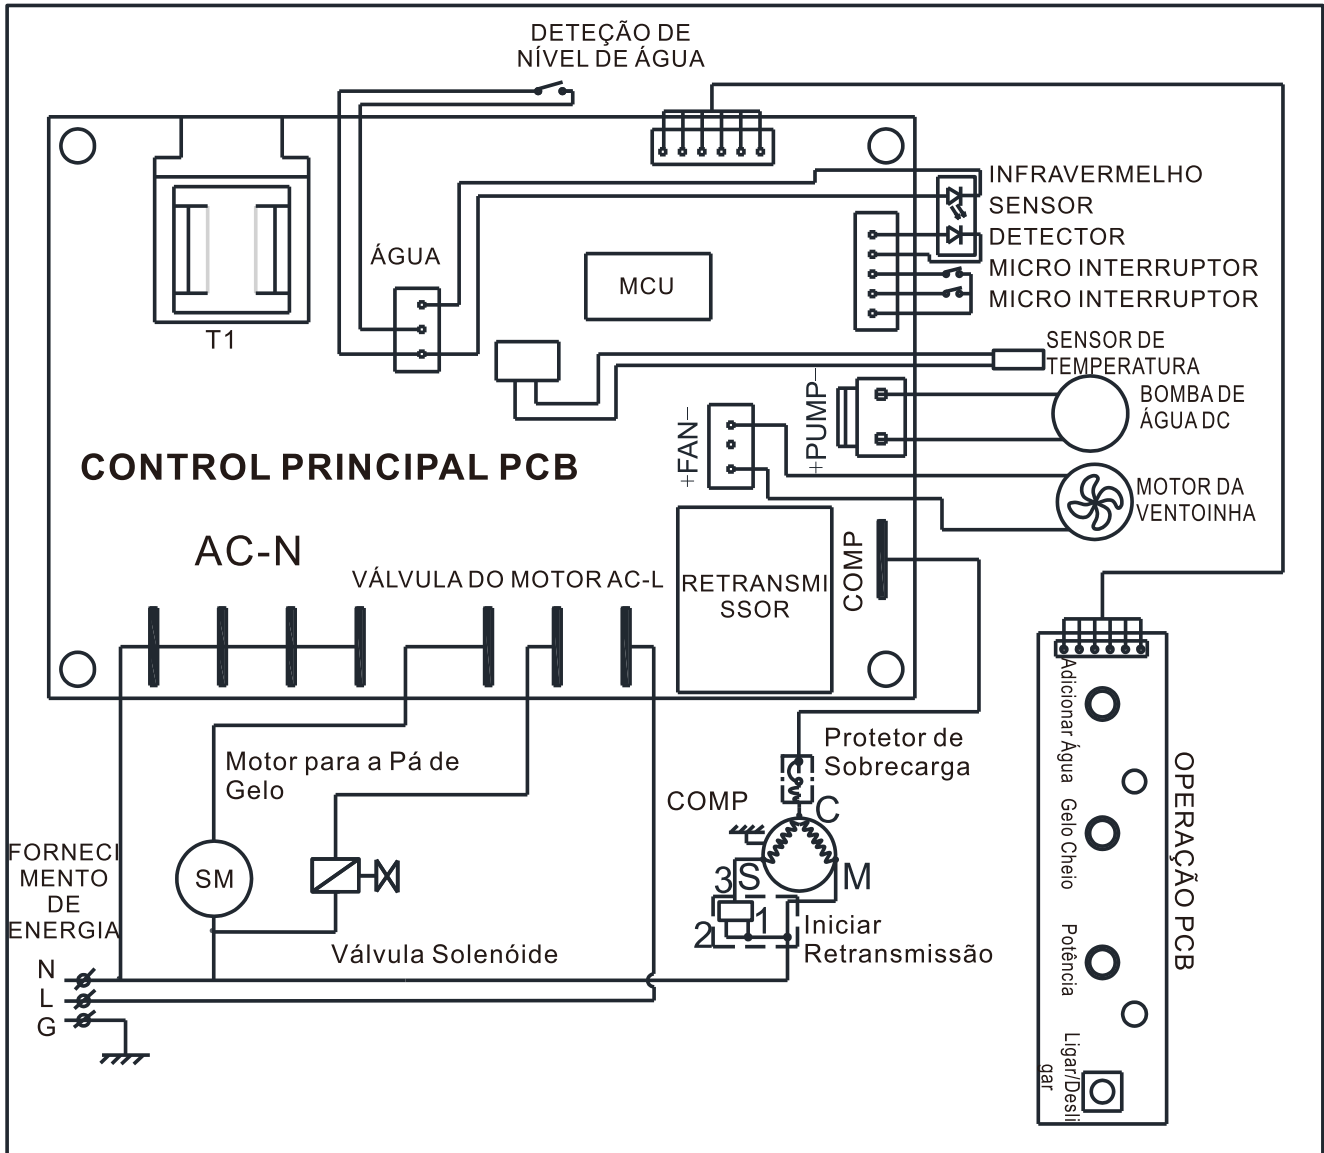 DETEÇÃO DE
NÍVEL DE ÁGUA
INFRAVERMELHO
SENSOR
DETECTOR
MICRO INTERRUPTOR
MICRO INTERRUPTOR
ÁGUA
MCU
T1
SENSOR DE
TEMPERATURA
BOMBA DE
ÁGUA DC
+PUMP-
+FAN-
CONTROL PRINCIPAL PCB
MOTOR DA
VENTOINHA
AC-N
VÁLVULA DO MOTOR AC-L
RETRANSMI
SSOR
COMP
Motor para a Pá de
Gelo
Protetor de
Sobrecarga
COMP
C
FORNECI
MENTO
DE
ENERGIA
SM
3
S
M
2
1
Iniciar
Retransmissão
Válvula Solenóide
N
L
G
Adicionar Água
Gelo Cheio
Potência
Ligar/Desli
gar
OPERAÇÃO PCB